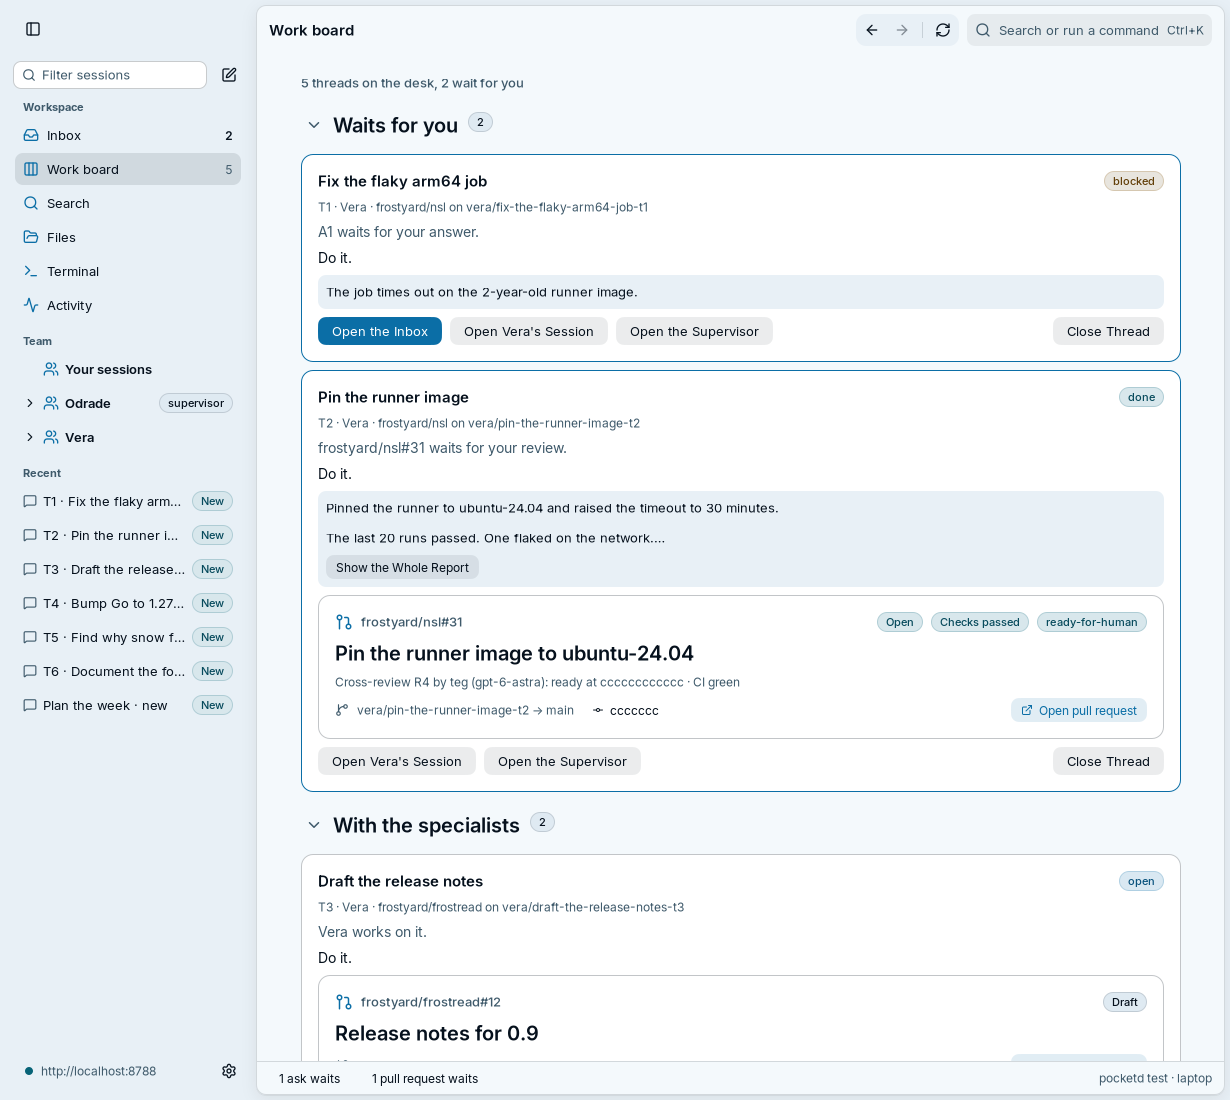 Filter sessions
Workspace
Inbox 2
Work board 5
Search
Files
Terminal
Activity
Team
Your sessions
Odrade supervisor
Vera
Recent
T1 · Fix the flaky arm... New
T2 · Pin the runner i... New
T3 · Draft the release... New
T4 · Bump Go to 1.27... New
T5 · Find why snow f... New
T6 · Document the fo... New
Plan the week · new New
http://localhost:8788
Work board
Search or run a command Ctrl+K
5 threads on the desk, 2 wait for you
Waits for you 2
Fix the flaky arm64 job blocked
T1 · Vera · frostyard/nsl on vera/fix-the-flaky-arm64-job-t1
A1 waits for your answer.
Do it.
The job times out on the 2-year-old runner image.
Open the Inbox Open Vera's Session Open the Supervisor Close Thread
Pin the runner image done
T2 · Vera · frostyard/nsl on vera/pin-the-runner-image-t2
frostyard/nsl#31 waits for your review.
Do it.
Pinned the runner to ubuntu-24.04 and raised the timeout to 30 minutes.
The last 20 runs passed. One flaked on the network....
Show the Whole Report
frostyard/nsl#31 Open Checks passed ready-for-human
Pin the runner image to ubuntu-24.04
Cross-review R4 by teg (gpt-6-astra): ready at cccccccccccc · CI green
vera/pin-the-runner-image-t2 → main ccccccc Open pull request
Open Vera's Session Open the Supervisor Close Thread
With the specialists 2
Draft the release notes open
T3 · Vera · frostyard/frostread on vera/draft-the-release-notes-t3
Vera works on it.
Do it.
frostyard/frostread#12 Draft
Release notes for 0.9
1 ask waits 1 pull request waits pocketd test · laptop